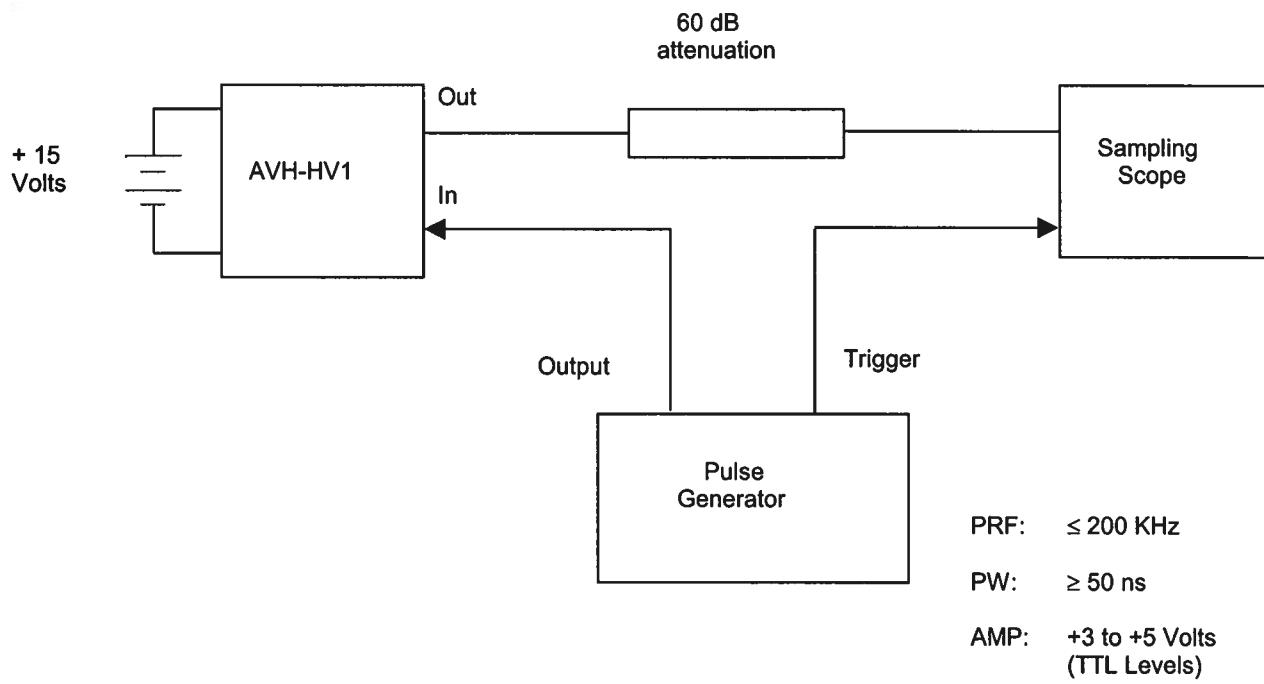 60 dB
attenuation
Out
+ 15
Volts
AVH-HV1
Sampling
Scope
In
Output
Trigger
Pulse
Generator
PRF: ≤ 200 KHz
PW: ≥ 50 ns
AMP: +3 to +5 Volts
(TTL Levels)